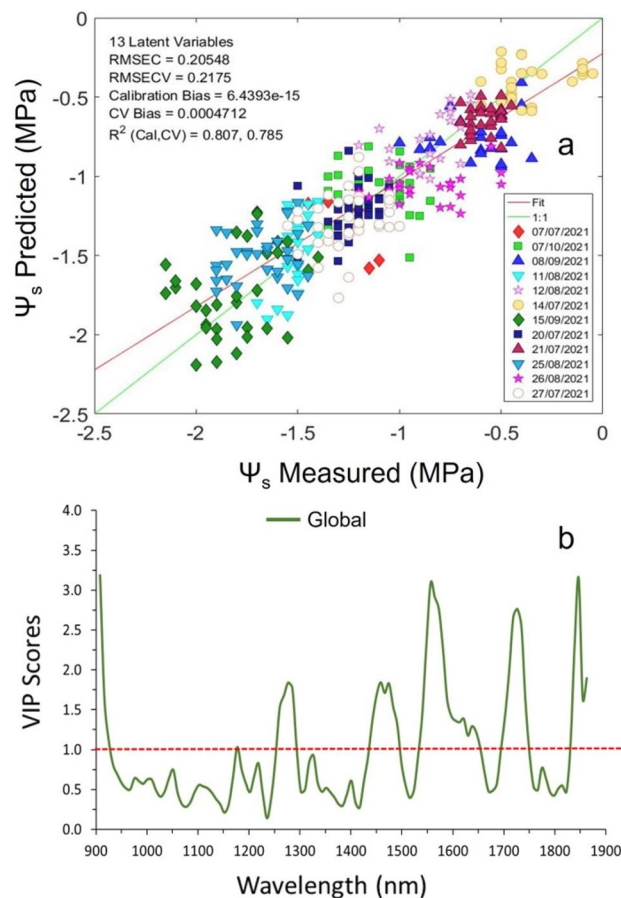 0
13 Latent Variables
RMSEC = 0.20548
RMSECV = 0.2175
Calibration Bias = 6.4393e-15
CV Bias = 0.0004712
R² (Cal,CV) = 0.807, 0.785
-0.5
a
-1
Ψs Predicted (MPa)
-1.5
-2
-2.5
Fit
1:1
07/07/2021
07/10/2021
08/09/2021
11/08/2021
12/08/2021
14/07/2021
15/09/2021
20/07/2021
21/07/2021
25/08/2021
26/08/2021
27/07/2021
-2.5 -2 -1.5 -1 -0.5 0
Ψs Measured (MPa)
4.0
Global
b
3.5
3.0
2.5
VIP Scores
2.0
1.5
1.0
0.5
0.0
900 1000 1100 1200 1300 1400 1500 1600 1700 1800 1900
Wavelength (nm)